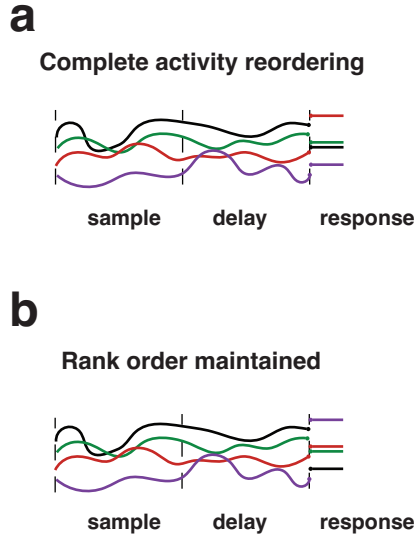 a
Complete activity reordering
sample delay response
b
Rank order maintained
sample delay response